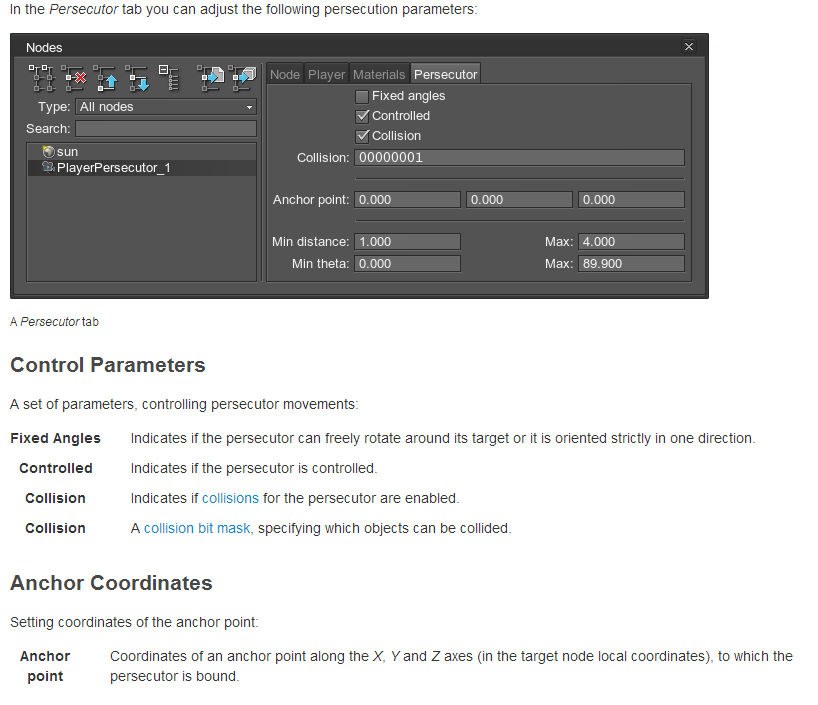 In the Persecutor tab you can adjust the following persecution parameters:
Nodes
Type: All nodes
Search:
sun
PlayerPersecutor_1
Node Player Materials Persecutor
Fixed angles
Controlled
Collision
Collision: 00000001
Anchor point: 0.000 0.000 0.000
Min distance: 1.000 Max: 4.000
Min theta: 0.000 Max: 89.900
A Persecutor tab
Control Parameters
A set of parameters, controlling persecutor movements:
Fixed Angles Indicates if the persecutor can freely rotate around its target or it is oriented strictly in one direction.
Controlled Indicates if the persecutor is controlled.
Collision Indicates if collisions for the persecutor are enabled.
Collision A collision bit mask, specifying which objects can be collided.
Anchor Coordinates
Setting coordinates of the anchor point:
Anchor point Coordinates of an anchor point along the X, Y and Z axes (in the target node local coordinates), to which the
persecutor is bound.